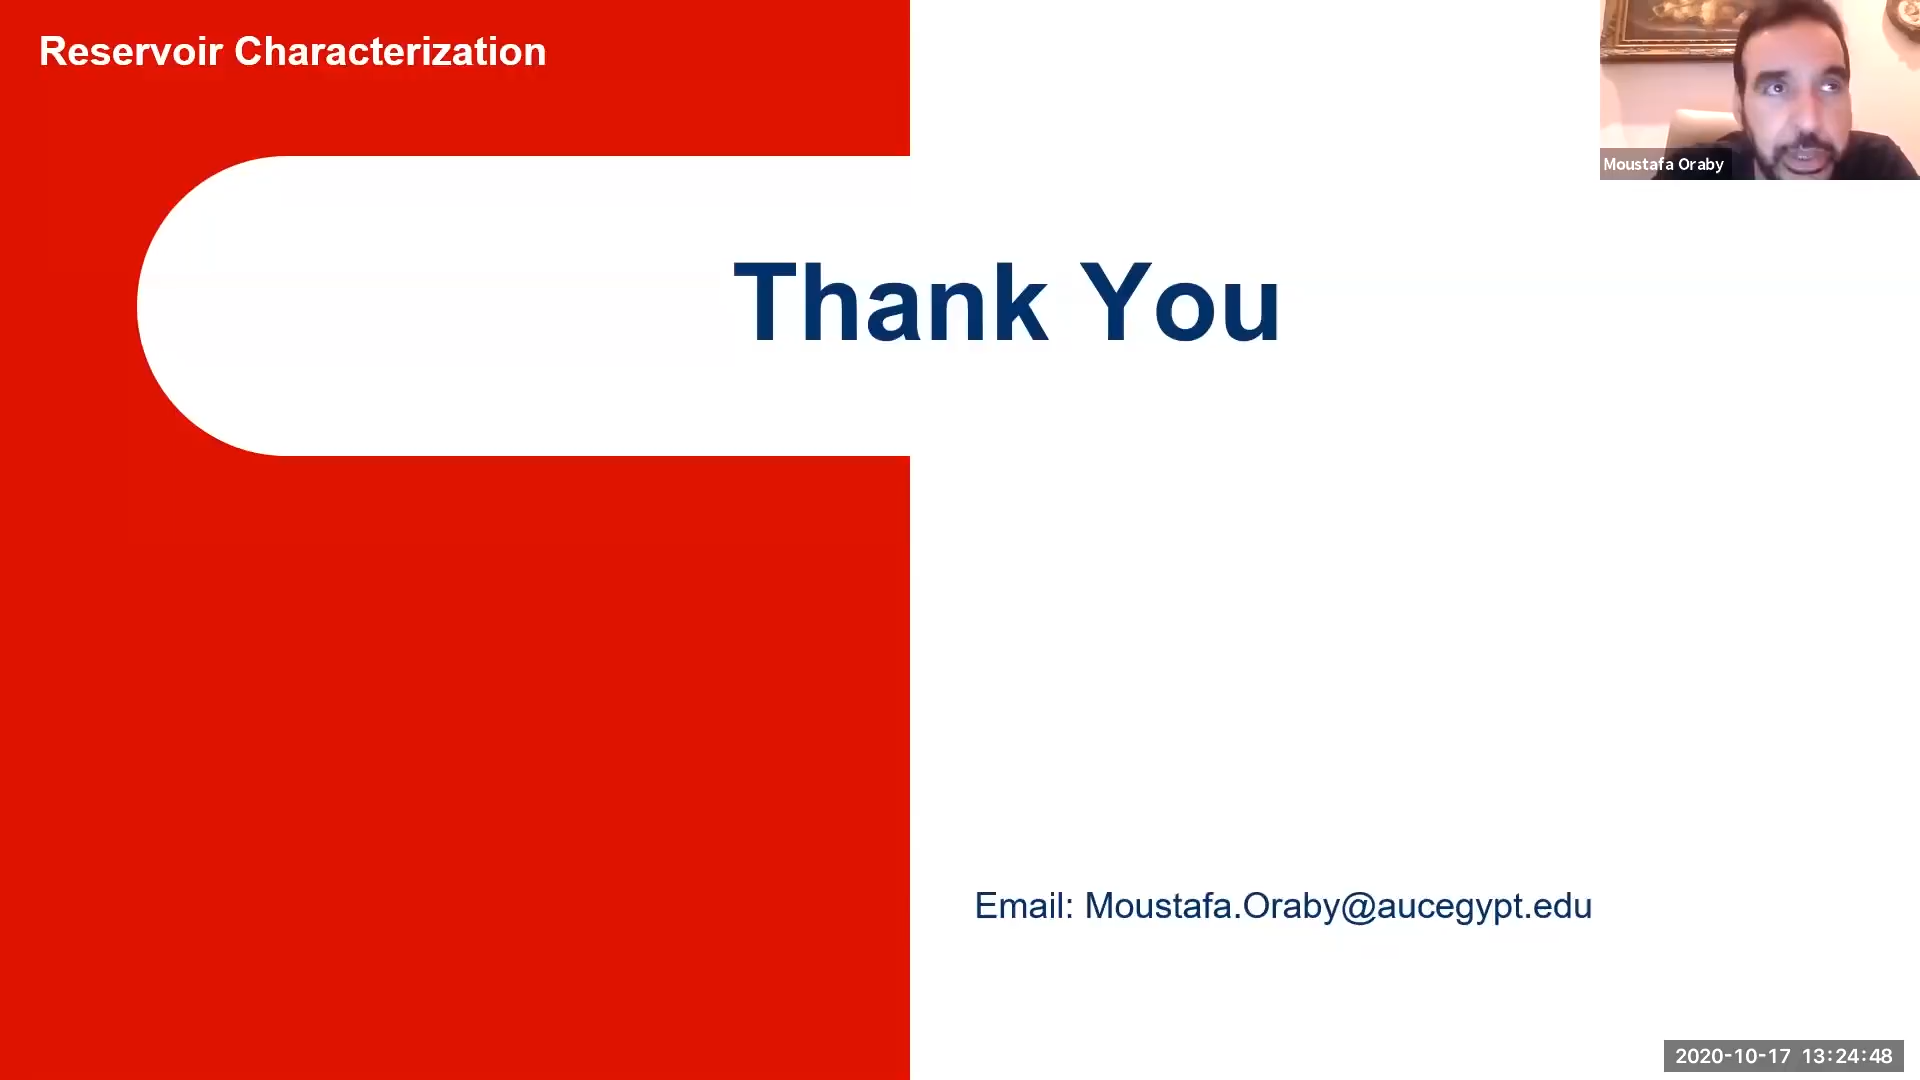 Reservoir Characterization
Moustafa Oraby
Thank You
Email: Moustafa.Oraby@aucegypt.edu
2020-10-17 13:24:48